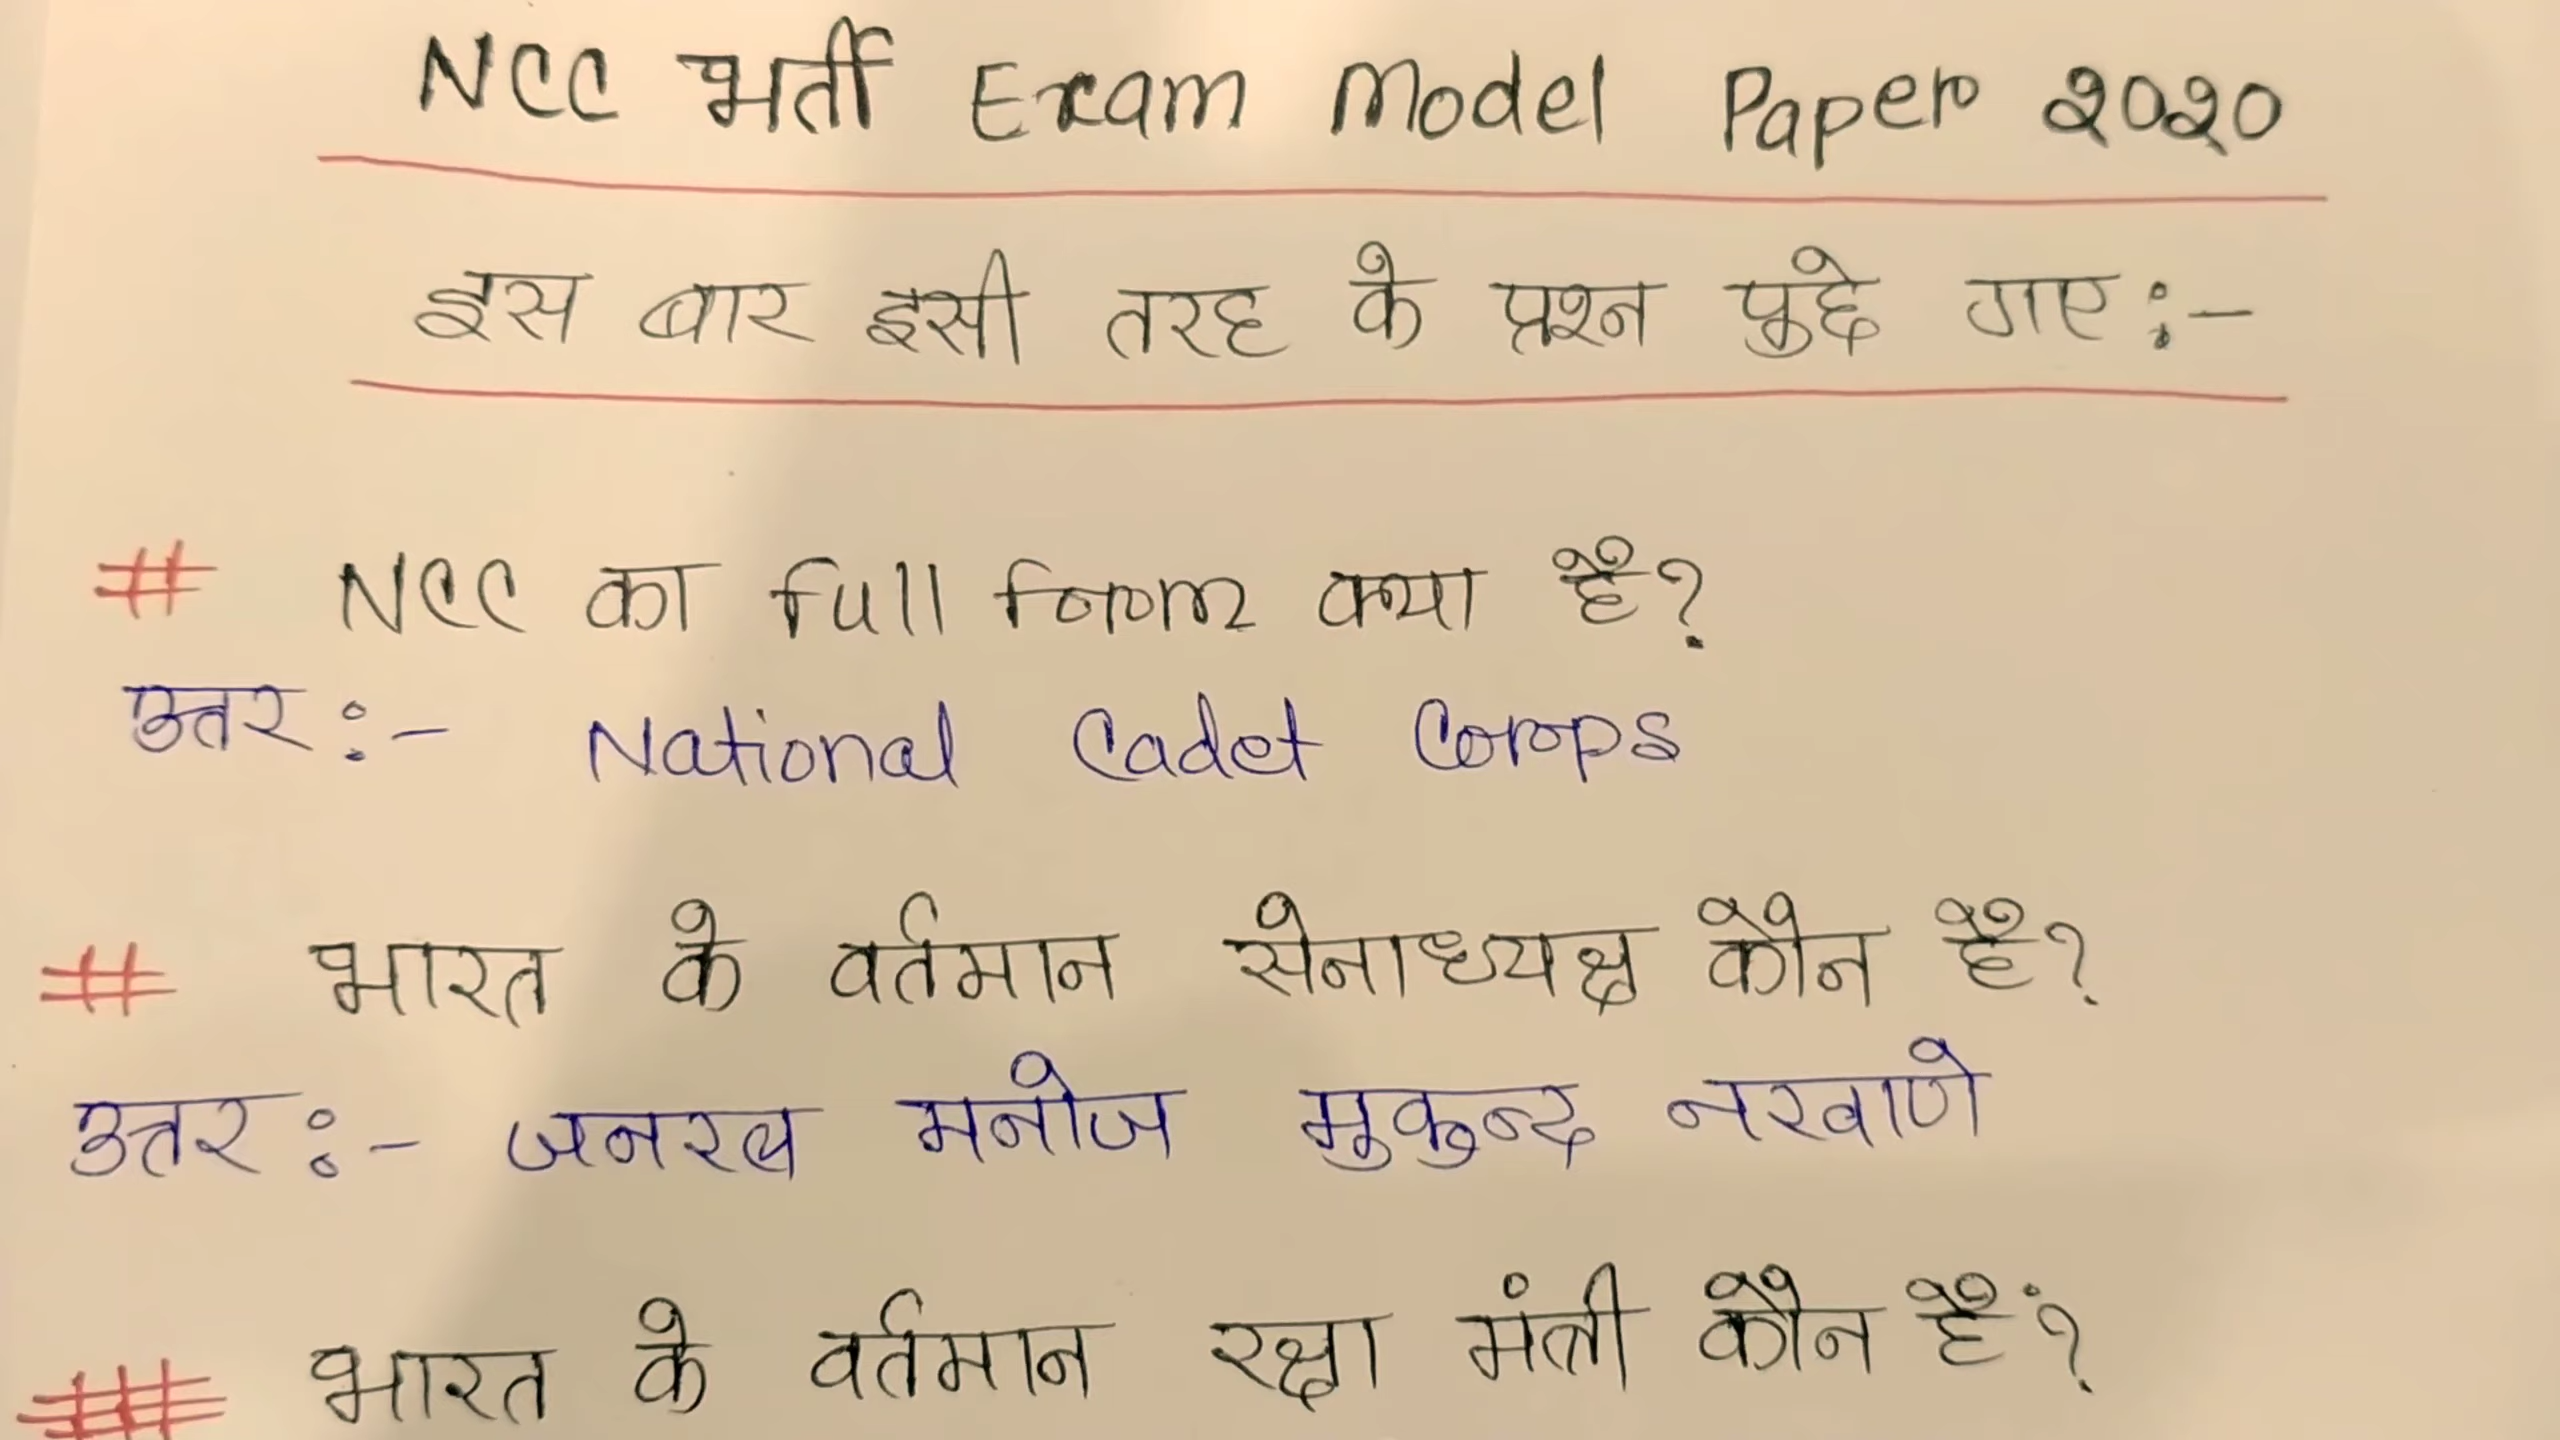 NCC भर्ती Exam Model Paper २०२०
इस बार इसी तरह के प्रश्न पुछे गए :-
# NCC का full form क्या है?
उत्तर :- National Cadet Corps
# भारत के वर्तमान सेनाध्यक्ष कौन है?
उत्तर :- जनरल मनोज मुकुन्द नरवाणे
# भारत के वर्तमान रक्षा मंत्री कौन हैं?